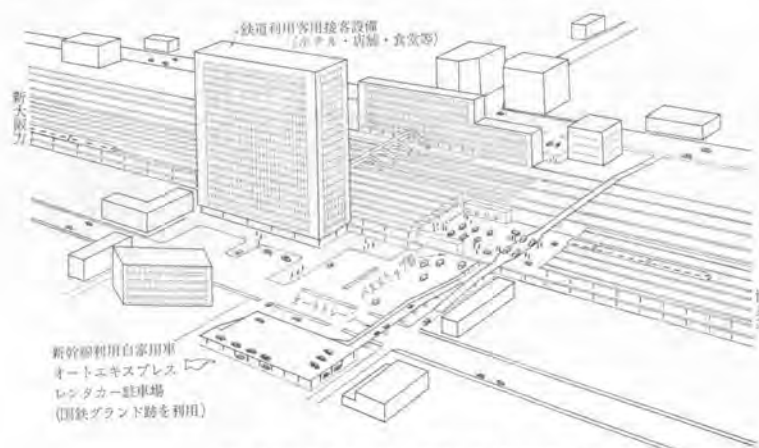 鉄道利用客用接客設備
(ホテル・店舗・食堂等)
新大阪方
新幹線利用自家用車
オートエキスプレス
レンタカー駐車場
(国鉄グランド跡を利用)